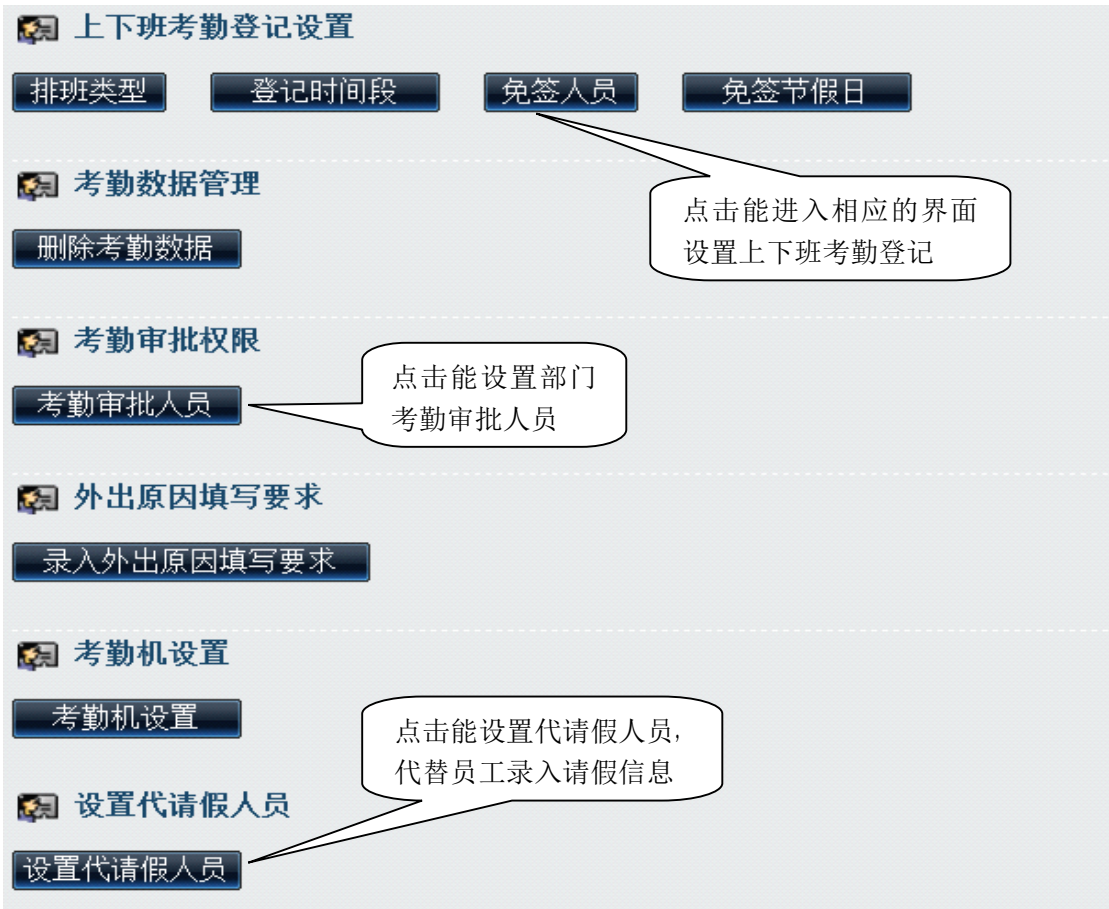 上下班考勤登记设置
排班类型 登记时间段 免签人员 免签节假日
考勤数据管理
点击能进入相应的界面
设置上下班考勤登记
删除考勤数据
考勤审批权限
点击能设置部门
考勤审批人员
考勤审批人员
外出原因填写要求
录入外出原因填写要求
考勤机设置
考勤机设置
点击能设置代请假人员,
代替员工录入请假信息
设置代请假人员
设置代请假人员